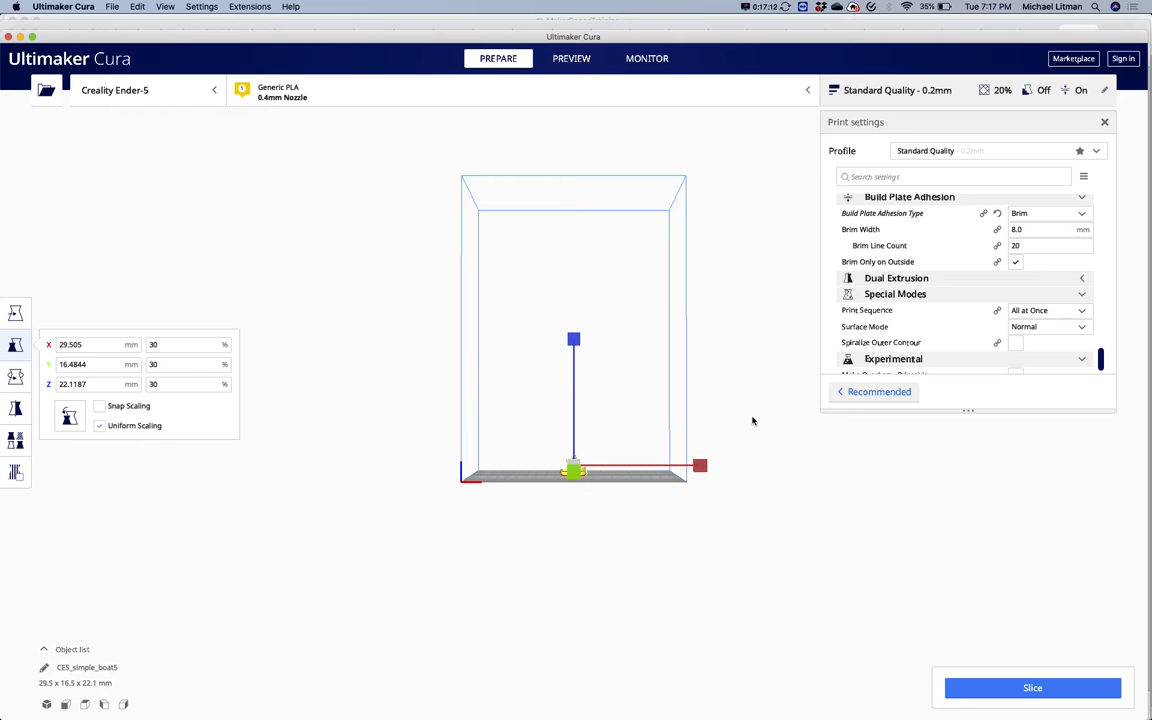 Ultimaker Cura File Edit View Settings Extensions Help 0:17:12 35% Tue 7:17 PM Michael Litman
Ultimaker Cura
Ultimaker Cura PREPARE PREVIEW MONITOR Marketplace Sign in
Creality Ender-5
Generic PLA
0.4mm Nozzle
Standard Quality - 0.2mm 20% Off On
Print settings
Profile Standard Quality - 0.2mm
Search settings
Build Plate Adhesion
Build Plate Adhesion Type Brim
Brim Width 8.0 mm
Brim Line Count 20
Brim Only on Outside
Dual Extrusion
Special Modes
Print Sequence All at Once
Surface Mode Normal
Spiralize Outer Contour
Experimental
Recommended
X 29.505 mm 30 %
Y 16.4844 mm 30 %
Z 22.1187 mm 30 %
Snap Scaling
Uniform Scaling
Object list
CE5_simple_boat5
29.5 x 16.5 x 22.1 mm
Slice